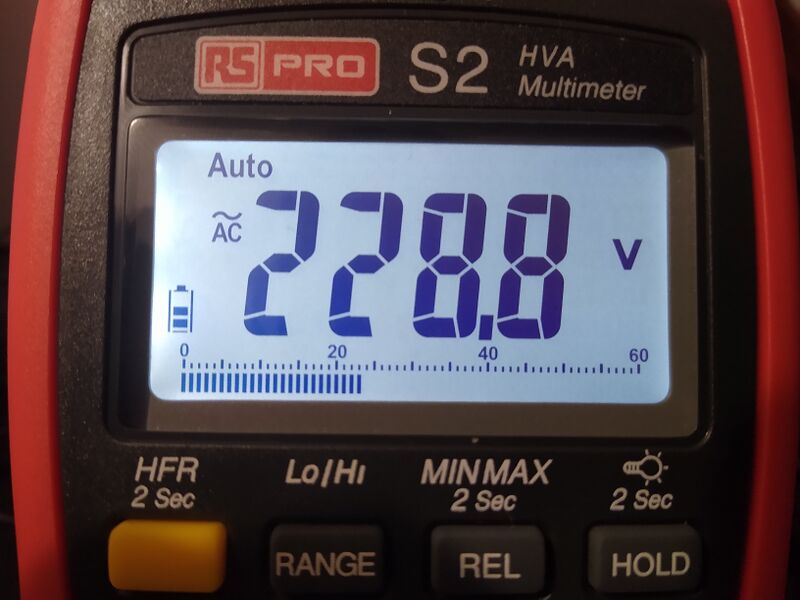 RS PRO S2 HVA
Multimeter
Auto
AC 228.8 V
0 20 40 60
HFR Lo/Hi MIN MAX
2 Sec 2 Sec 2 Sec
RANGE REL HOLD